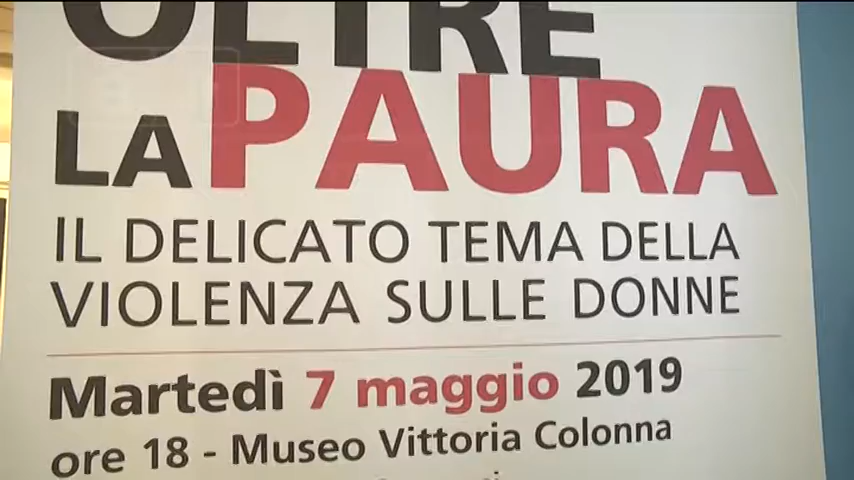 OLTRE
LA PAURA
IL DELICATO TEMA DELLA
VIOLENZA SULLE DONNE
Martedì 7 maggio 2019
ore 18 - Museo Vittoria Colonna